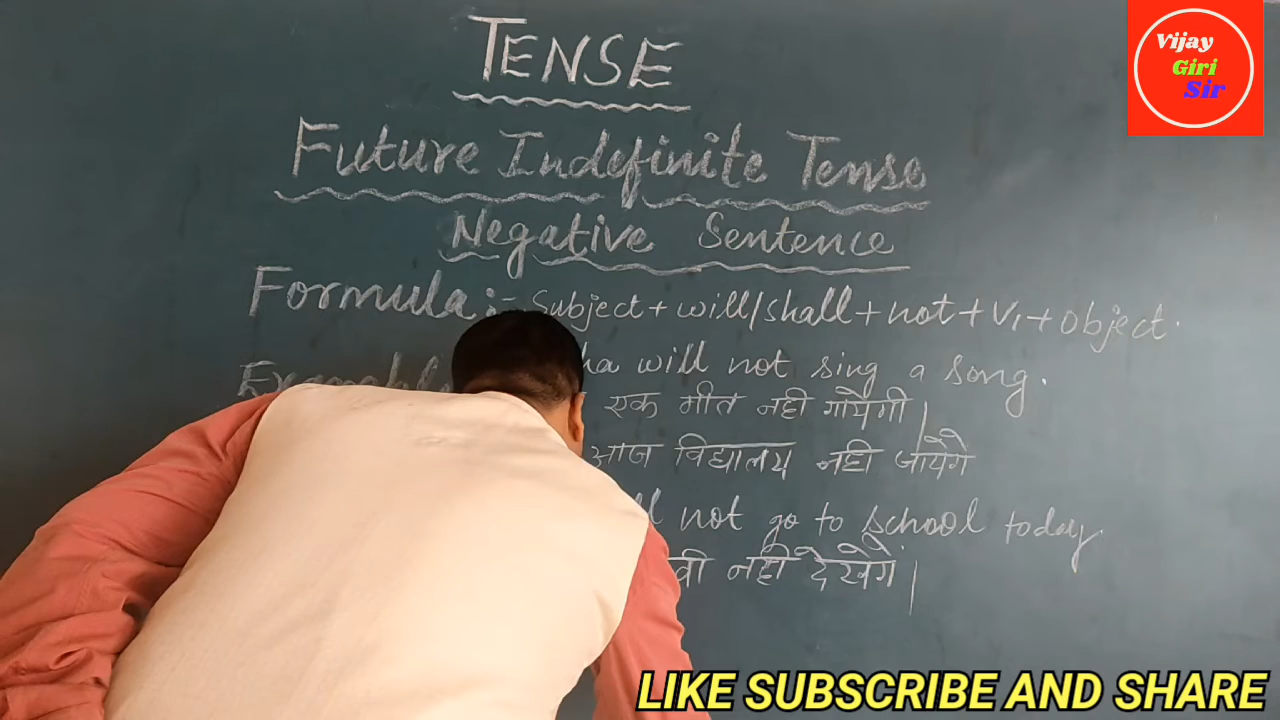 TENSE
Future Indefinite Tense
Negative Sentence
Formula :- Subject + will/shall + not + V₁ + object.
will not sing a song.
एक गीत नही गायेगी।
आज विद्यालय नही जायेगे
not go to school today.
नही देखेगें।
Vijay
Giri
Sir
LIKE SUBSCRIBE AND SHARE